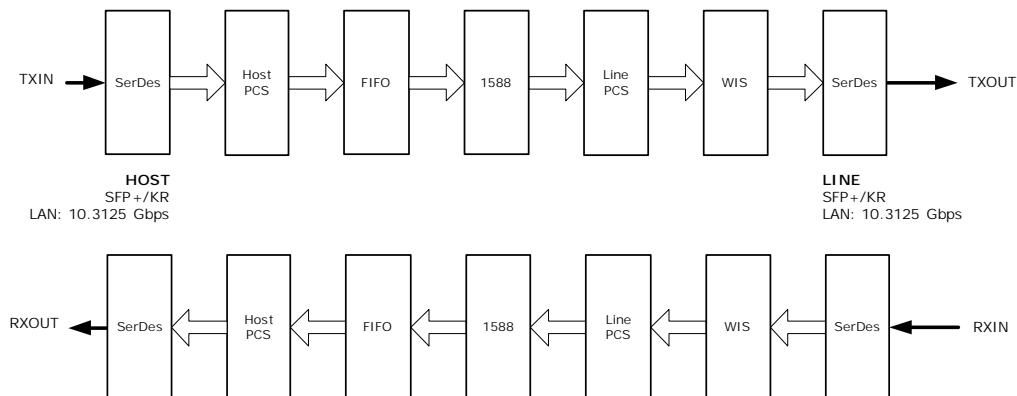 TXIN
SerDes
Host
PCS
FIFO
1588
Line
PCS
WIS
SerDes
TXOUT
HOST
SFP+/KR
LAN: 10.3125 Gbps
LINE
SFP+/KR
LAN: 10.3125 Gbps
RXOUT
SerDes
Host
PCS
FIFO
1588
Line
PCS
WIS
SerDes
RXIN